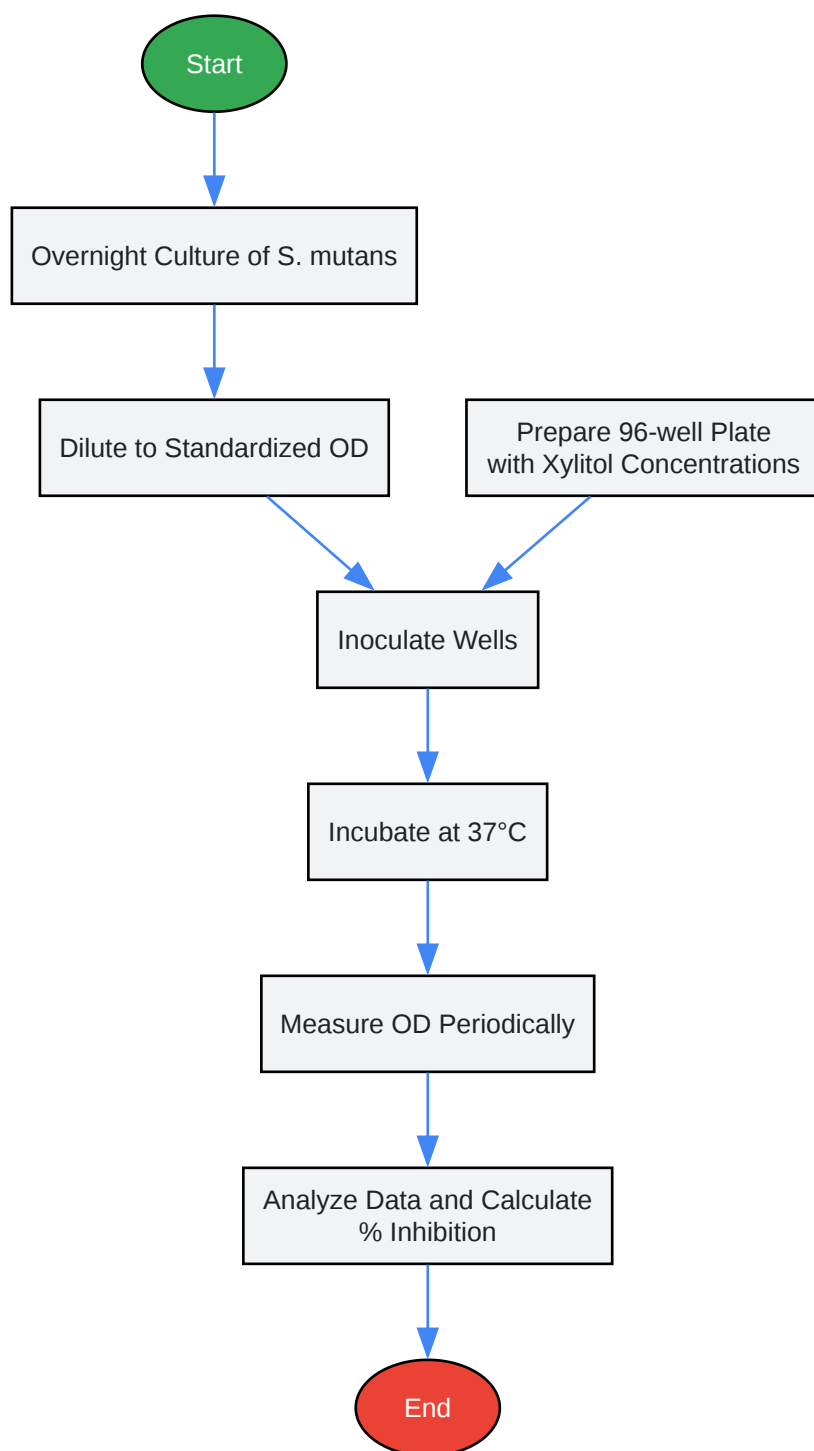 Start
Overnight Culture of S. mutans
Dilute to Standardized OD
Prepare 96-well Plate
with Xylitol Concentrations
Inoculate Wells
Incubate at 37°C
Measure OD Periodically
Analyze Data and Calculate
% Inhibition
End